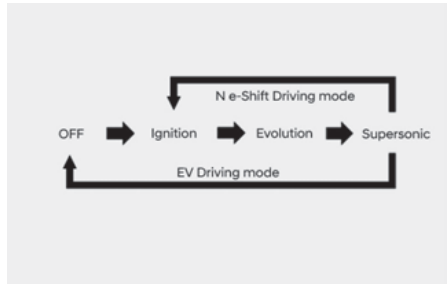 N e-Shift Driving mode
OFF Ignition Evolution Supersonic
EV Driving mode